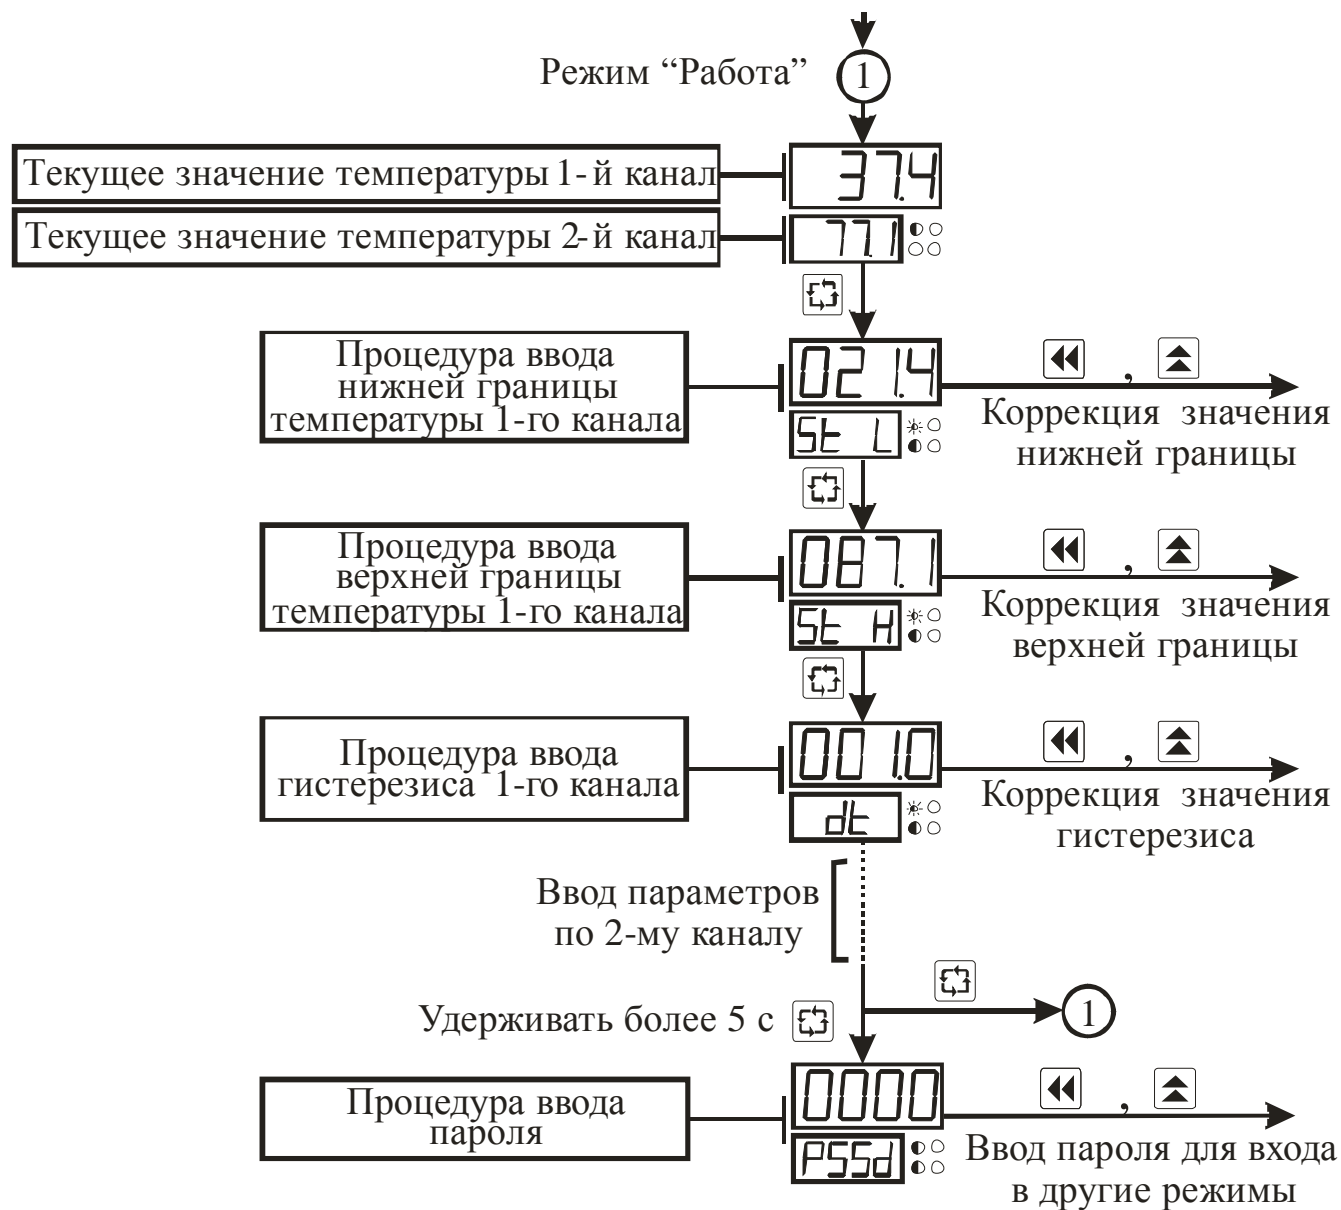 Режим “Работа”
1
Текущее значение температуры 1-й канал
37.4
Текущее значение температуры 2-й канал
77.1
Процедура ввода
нижней границы
температуры 1-го канала
021.4
St L
,
Коррекция значения
нижней границы
Процедура ввода
верхней границы
температуры 1-го канала
087.1
St H
,
Коррекция значения
верхней границы
Процедура ввода
гистерезиса 1-го канала
001.0
dt
,
Коррекция значения
гистерезиса
Ввод параметров
по 2-му каналу
1
Удерживать более 5 с
Процедура ввода
пароля
0000
PSSd
,
Ввод пароля для входа
в другие режимы